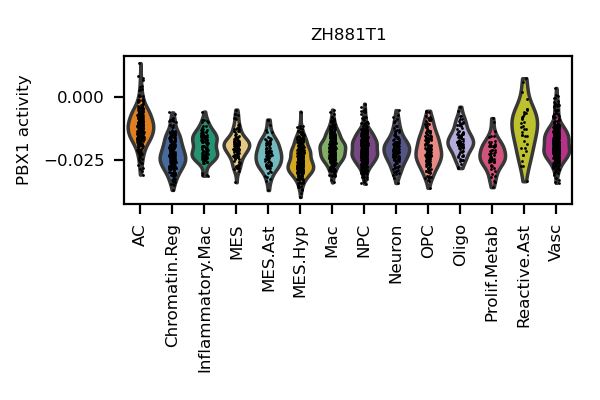 ZH881T1
PBX1 activity
0.000
−0.025
AC
Chromatin.Reg
Inflammatory.Mac
MES
MES.Ast
MES.Hyp
Mac
NPC
Neuron
OPC
Oligo
Prolif.Metab
Reactive.Ast
Vasc